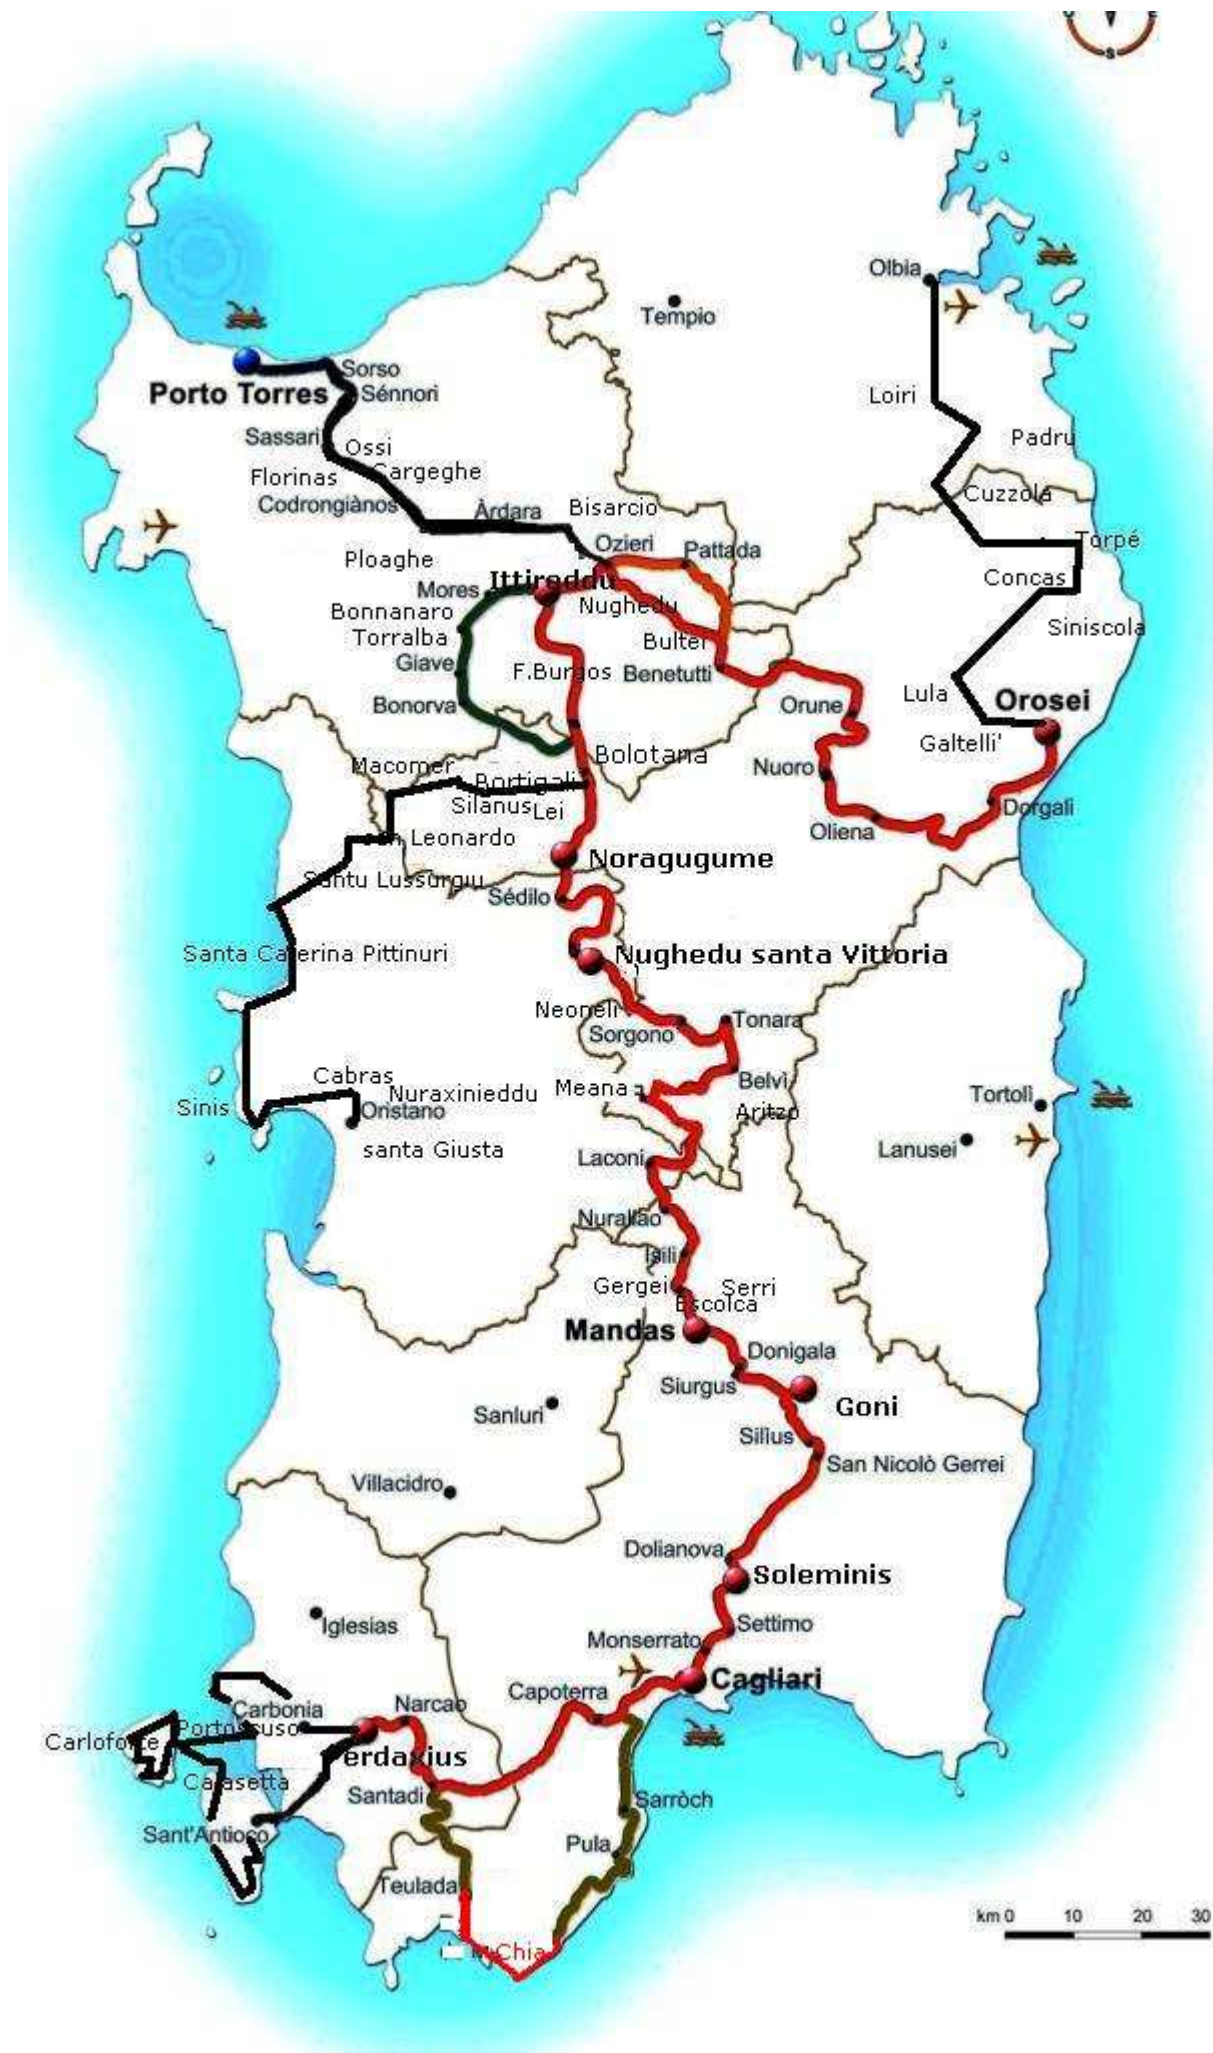 S
Olbia
Tempio
Sorso
Porto Torres
Sénnori
Loiri
Sassari
Ossi
Padru
Florinas
Cargeghe
Codrongiànos
Cuzzola
Àrdara
Bisarcio
Torpé
Ozieri
Pattada
Ploaghe
Concas
Ittireddu
Mores
Nughedu
Bonnanaro
Siniscola
Torralba
Bultei
Giave
F.Burgos
Benetutti
Lula
Orosei
Bonorva
Orune
Galtelli'
Bolotana
Macomer
Nuoro
Bortigali
Silanus
Lei
Dorgali
Oliena
Leonardo
Noragugume
Santu Lussurgiu
Sédilo
Santa Caterina Pittinuri
Nughedu santa Vittoria
Neoneli
Sorgono
Tonara
Cabras
Belvì
Meana
Nuraxinieddu
Tortolì
Sinis
Oristano
Aritzo
santa Giusta
Lanusei
Laconi
Nurallao
Isili
Gergei
Serri
Escolca
Mandas
Donigala
Siurgus
Goni
Sanluri
Silius
San Nicolò Gerrei
Villacidro
Dolianova
Soleminis
Iglesias
Settimo
Monserrato
Cagliari
Capoterra
Narcao
Carbonia
Portoscuso
Carloforte
erdaxius
Calasetta
Santadi
Sarròch
Sant'Antioco
Pula
Teulada
km 0 10 20 30
Chia